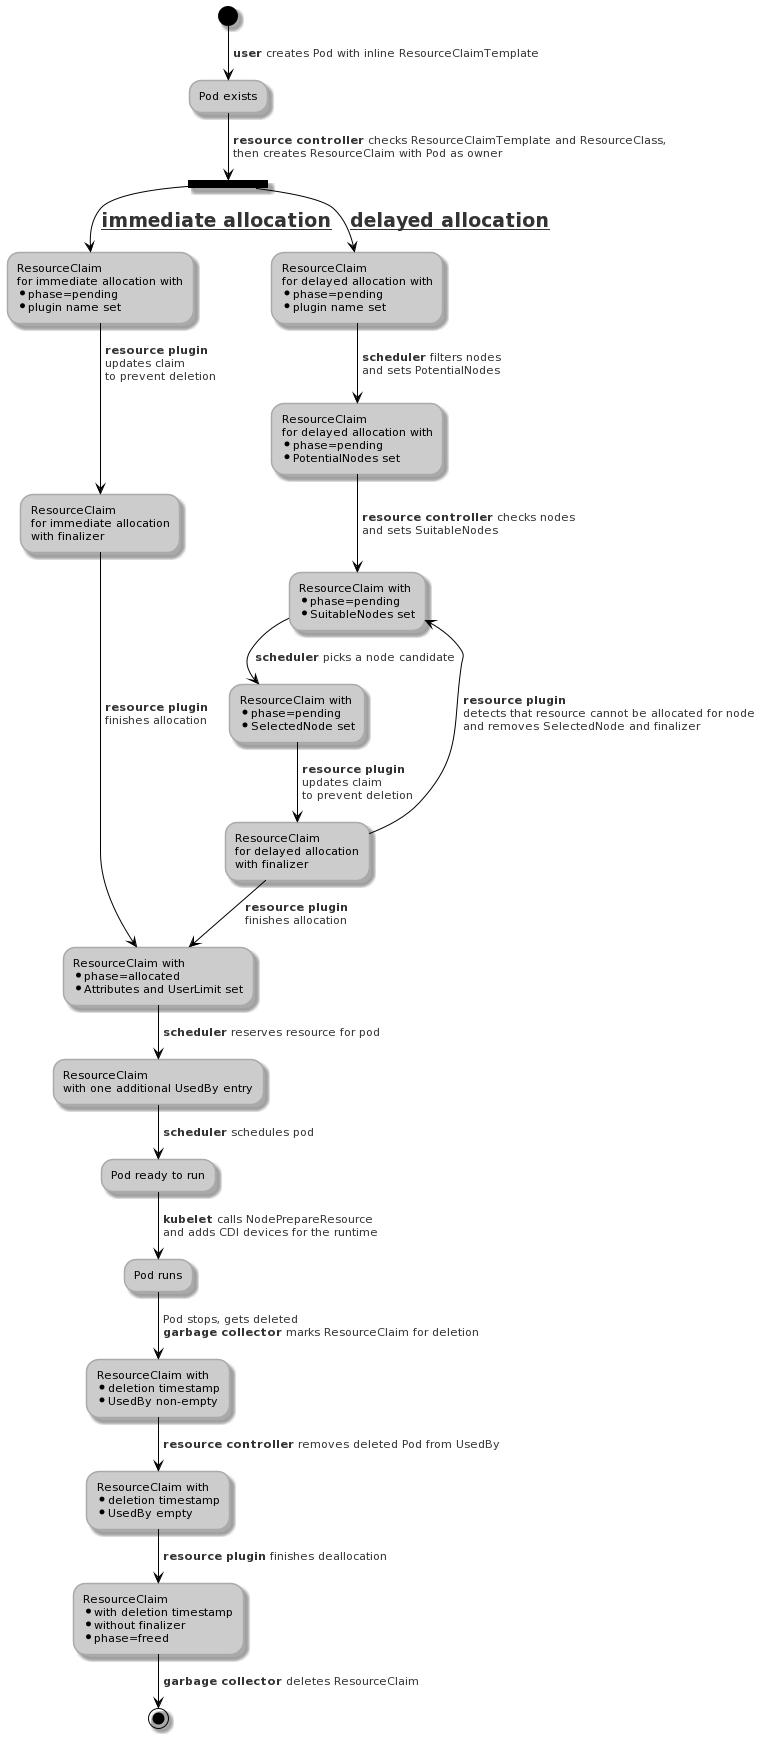 user creates Pod with inline ResourceClaimTemplate
Pod exists
resource controller checks ResourceClaimTemplate and ResourceClass,
then creates ResourceClaim with Pod as owner
immediate allocation
delayed allocation
ResourceClaim
for immediate allocation with
• phase=pending
• plugin name set
ResourceClaim
for delayed allocation with
• phase=pending
• plugin name set
resource plugin
updates claim
to prevent deletion
scheduler filters nodes
and sets PotentialNodes
ResourceClaim
for delayed allocation with
• phase=pending
• PotentialNodes set
ResourceClaim
for immediate allocation
with finalizer
resource controller checks nodes
and sets SuitableNodes
ResourceClaim with
• phase=pending
• SuitableNodes set
scheduler picks a node candidate
ResourceClaim with
• phase=pending
• SelectedNode set
resource plugin
finishes allocation
resource plugin
detects that resource cannot be allocated for node
and removes SelectedNode and finalizer
resource plugin
updates claim
to prevent deletion
ResourceClaim
for delayed allocation
with finalizer
resource plugin
finishes allocation
ResourceClaim with
• phase=allocated
• Attributes and UserLimit set
scheduler reserves resource for pod
ResourceClaim
with one additional UsedBy entry
scheduler schedules pod
Pod ready to run
kubelet calls NodePrepareResource
and adds CDI devices for the runtime
Pod runs
Pod stops, gets deleted
garbage collector marks ResourceClaim for deletion
ResourceClaim with
• deletion timestamp
• UsedBy non-empty
resource controller removes deleted Pod from UsedBy
ResourceClaim with
• deletion timestamp
• UsedBy empty
resource plugin finishes deallocation
ResourceClaim
• with deletion timestamp
• without finalizer
• phase=freed
garbage collector deletes ResourceClaim